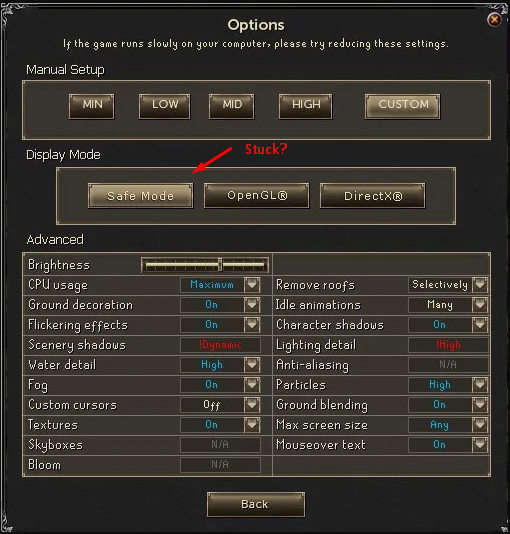 Options
If the game runs slowly on your computer, please try reducing these settings.
Manual Setup
MIN LOW MID HIGH CUSTOM
Stuck?
Display Mode
Safe Mode OpenGL® DirectX®
Advanced
Brightness
CPU usage Maximum Remove roofs Selectively
Ground decoration On Idle animations Many
Flickering effects On Character shadows On
Scenery shadows !Dynamic Lighting detail !High
Water detail High Anti-aliasing N/A
Fog On Particles High
Custom cursors Off Ground blending On
Textures On Max screen size Any
Skyboxes N/A Mouseover text On
Bloom N/A
Back